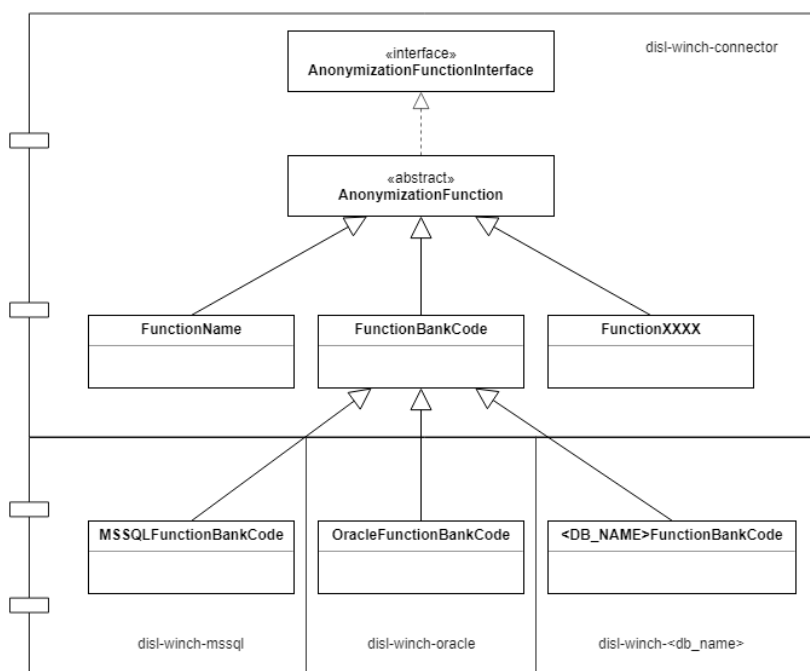 «interface»
AnonymizationFunctionInterface
disl-winch-connector
«abstract»
AnonymizationFunction
FunctionName
FunctionBankCode
FunctionXXXX
MSSQLFunctionBankCode
OracleFunctionBankCode
<DB_NAME>FunctionBankCode
disl-winch-mssql
disl-winch-oracle
disl-winch-<db_name>